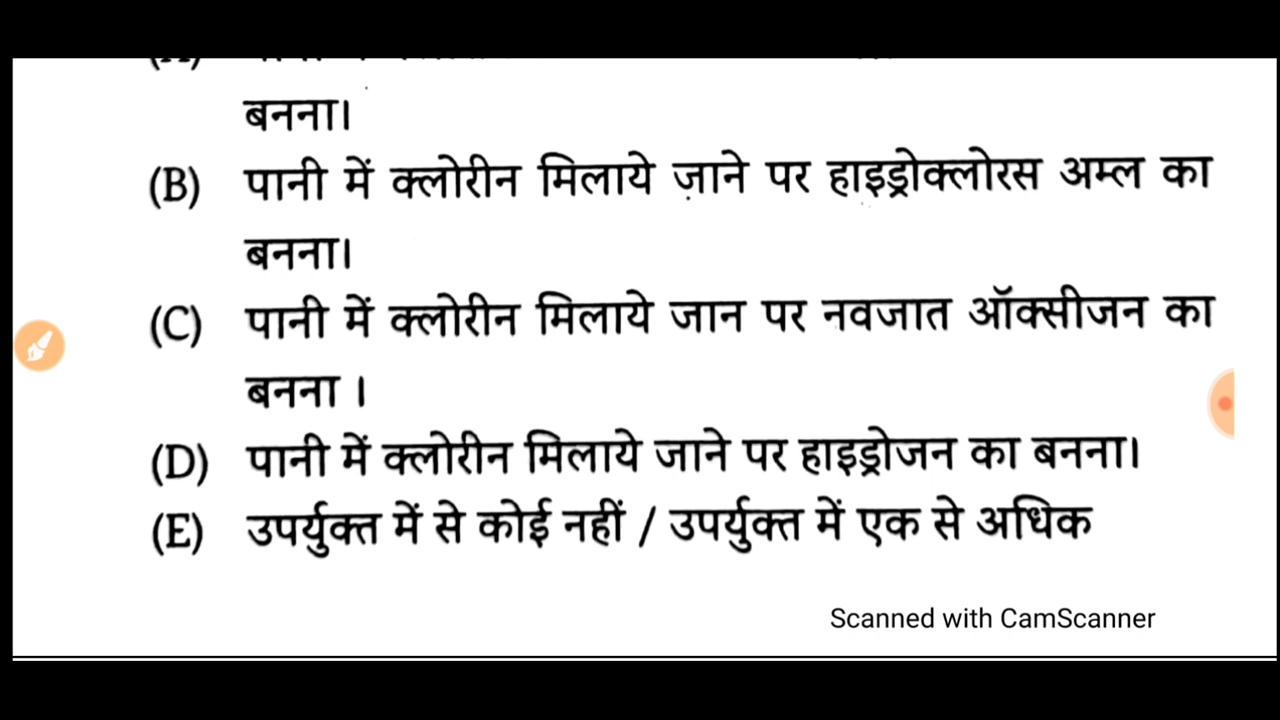 बनना।
(B) पानी में क्लोरीन मिलाये जाने पर हाइड्रोक्लोरस अम्ल का
बनना।
(C) पानी में क्लोरीन मिलाये जान पर नवजात ऑक्सीजन का
बनना ।
(D) पानी में क्लोरीन मिलाये जाने पर हाइड्रोजन का बनना।
(E) उपर्युक्त में से कोई नहीं / उपर्युक्त में एक से अधिक
Scanned with CamScanner